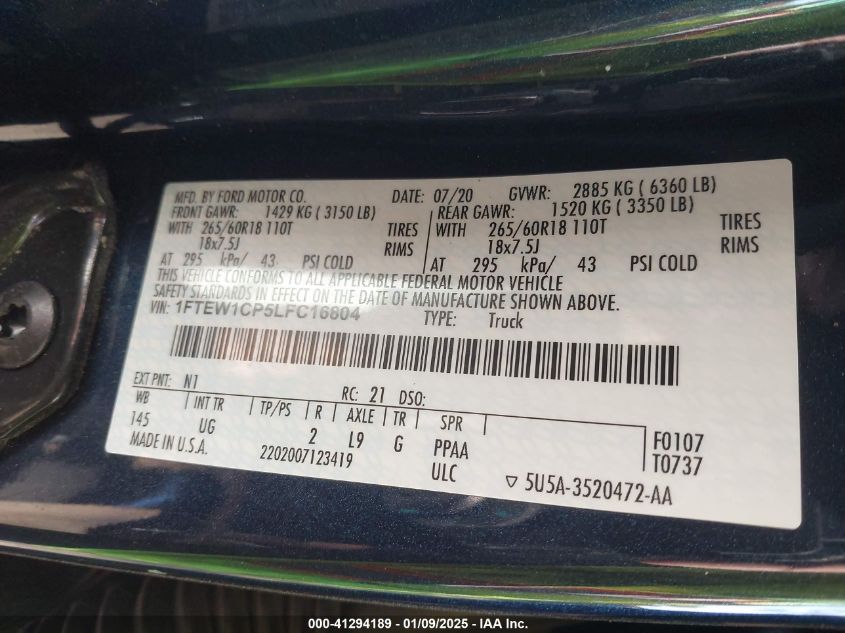 MFD. BY FORD MOTOR CO. DATE: 07/20 GVWR: 2885 KG ( 6360 LB)
FRONT GAWR: 1429 KG ( 3150 LB) REAR GAWR: 1520 KG ( 3350 LB)
WITH 265/60R18 110T TIRES WITH 265/60R18 110T TIRES
18x7.5J RIMS 18x7.5J RIMS
AT 295 kPa/ 43 PSI COLD AT 295 kPa/ 43 PSI COLD
THIS VEHICLE CONFORMS TO ALL APPLICABLE FEDERAL MOTOR VEHICLE
SAFETY STANDARDS IN EFFECT ON THE DATE OF MANUFACTURE SHOWN ABOVE.
VIN: 1FTEW1CP5LFC16804 TYPE: Truck
EXT PNT: N1 RC: 21 DSO:
WB INT TR TP/PS R AXLE TR SPR
145 UG 2 L9 G PPAA F0107
MADE IN U.S.A. 2202007123419 ULC T0737
5U5A-3520472-AA
000-41294189 - 01/09/2025 - IAA Inc.